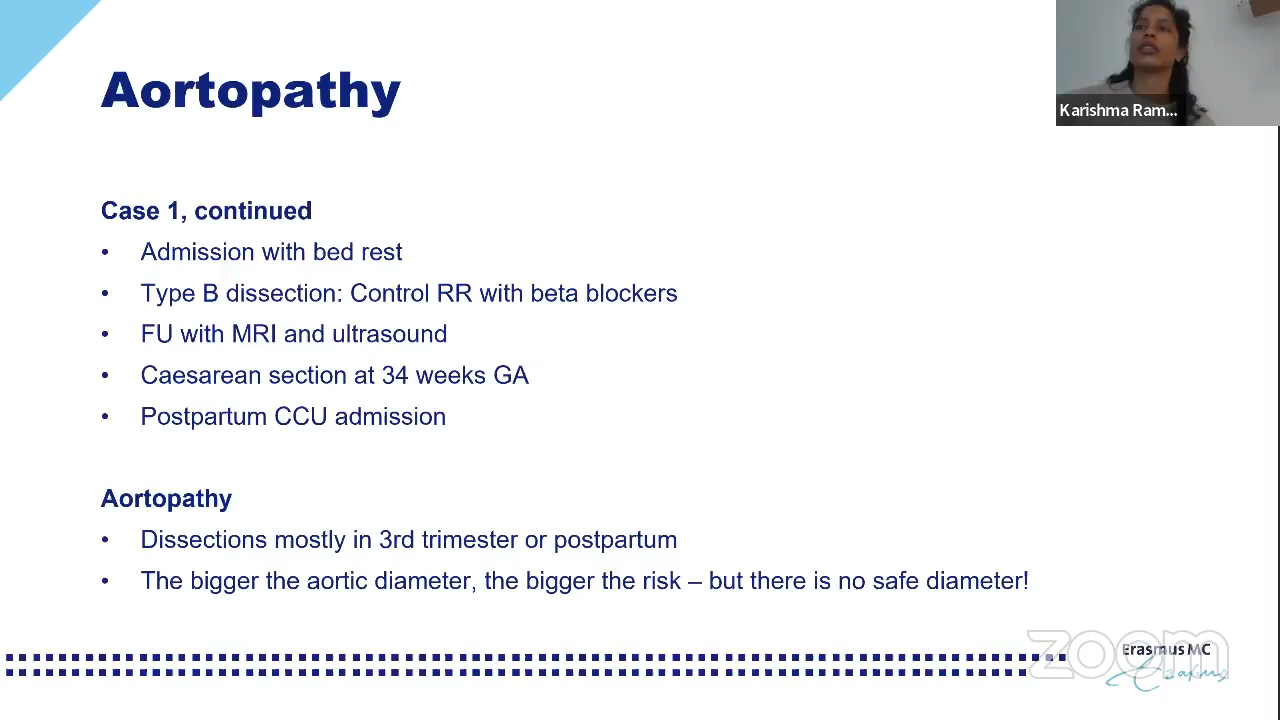 Aortopathy
Karishma Ram...
Case 1, continued
• Admission with bed rest
• Type B dissection: Control RR with beta blockers
• FU with MRI and ultrasound
• Caesarean section at 34 weeks GA
• Postpartum CCU admission
Aortopathy
• Dissections mostly in 3rd trimester or postpartum
• The bigger the aortic diameter, the bigger the risk – but there is no safe diameter!
zoom
Erasmus MC
Erasmus